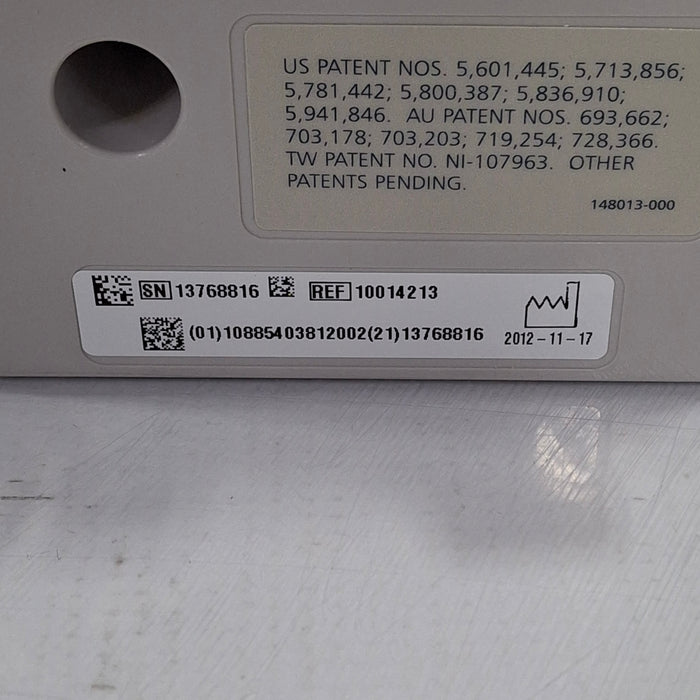 US PATENT NOS. 5,601,445; 5,713,856;
5,781,442; 5,800,387; 5,836,910;
5,941,846. AU PATENT NOS. 693,662;
703,178; 703,203; 719,254; 728,366.
TW PATENT NO. NI-107963. OTHER
PATENTS PENDING.
148013-000
SN 13768816 REF 10014213
(01)10885403812002(21)13768816
2012-11-17